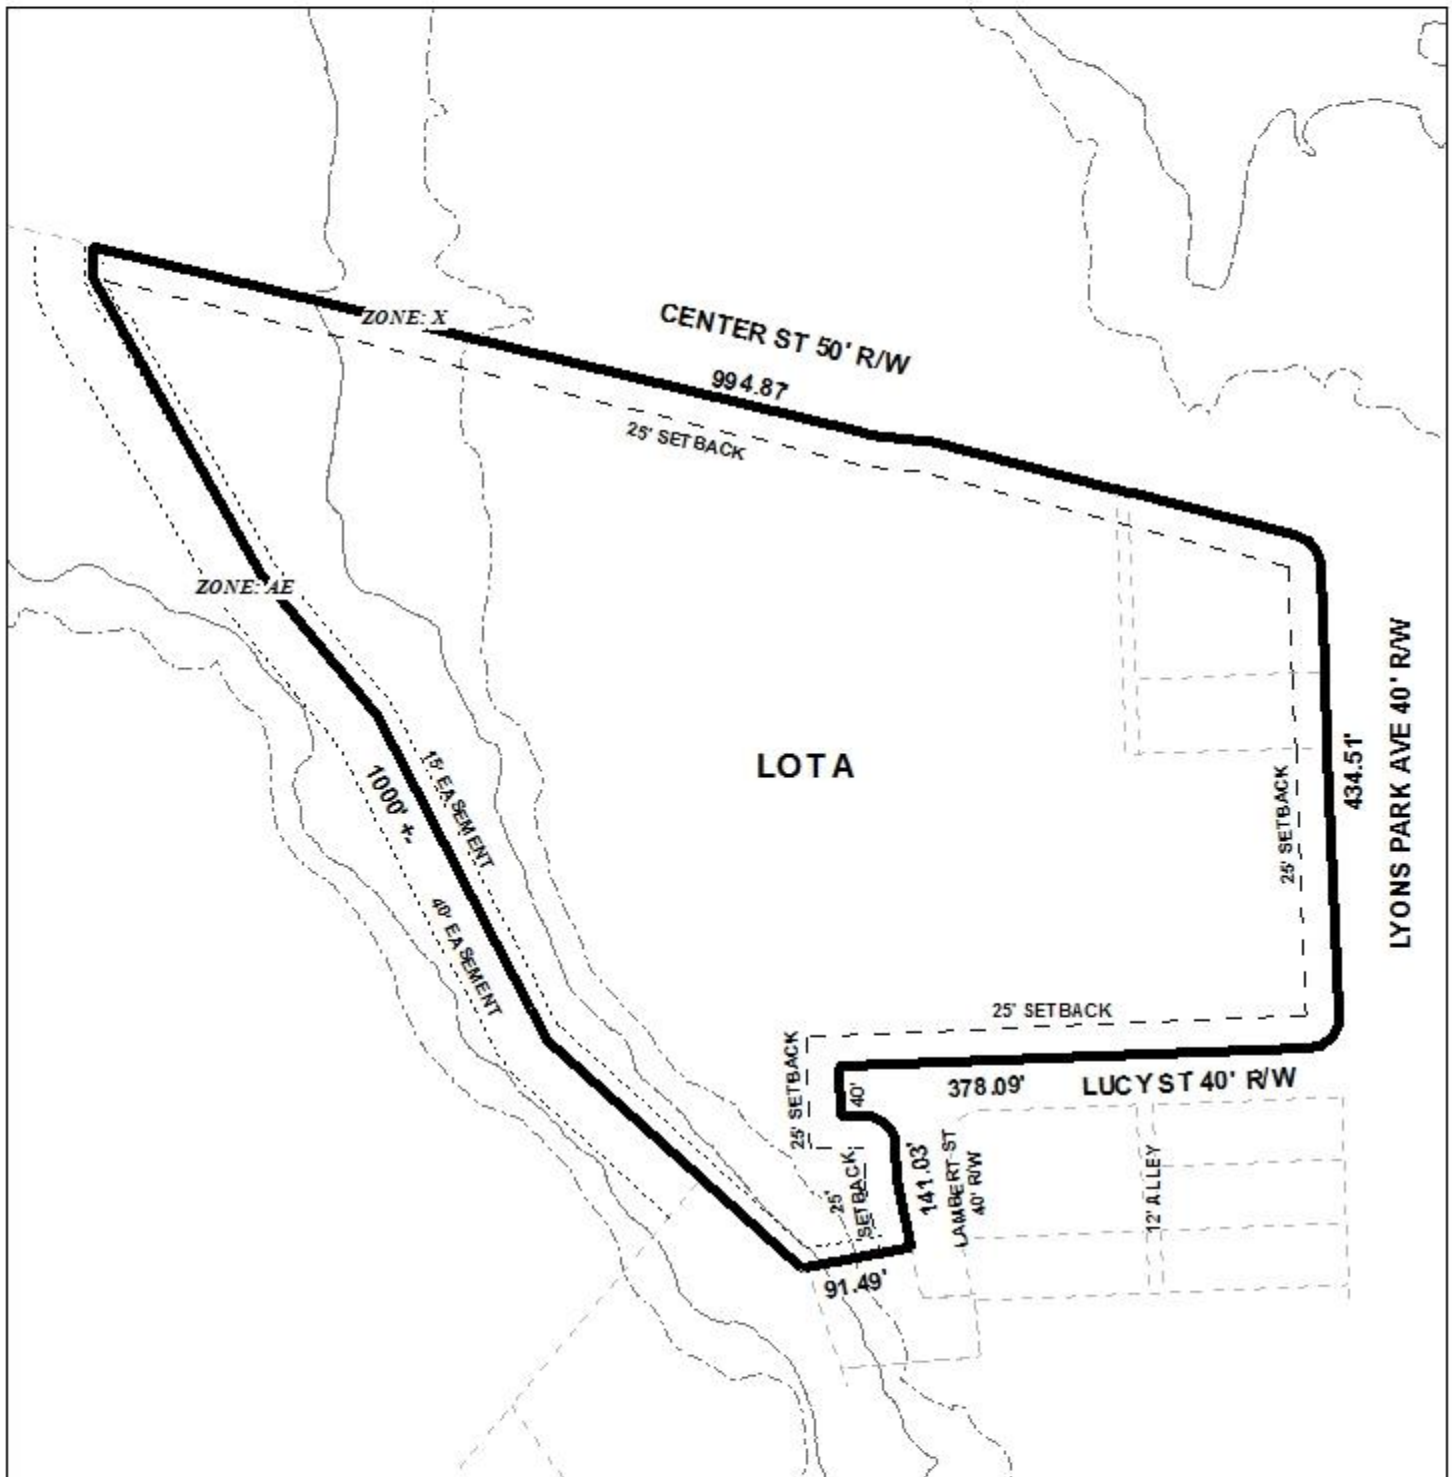 ZONE: X
CENTER ST 50' R/W
994.87'
25' SETBACK
ZONE: AE
LOT A
LYONS PARK AVE 40' R/W
434.51'
25' SETBACK
15' EASEMENT
1000' +-
40' EASEMENT
25' SETBACK
25' SETBACK
40'
378.09'
LUCY ST 40' R/W
141.03'
LAMBERT ST
40' R/W
12' ALLEY
25'
SETBACK
91.49'